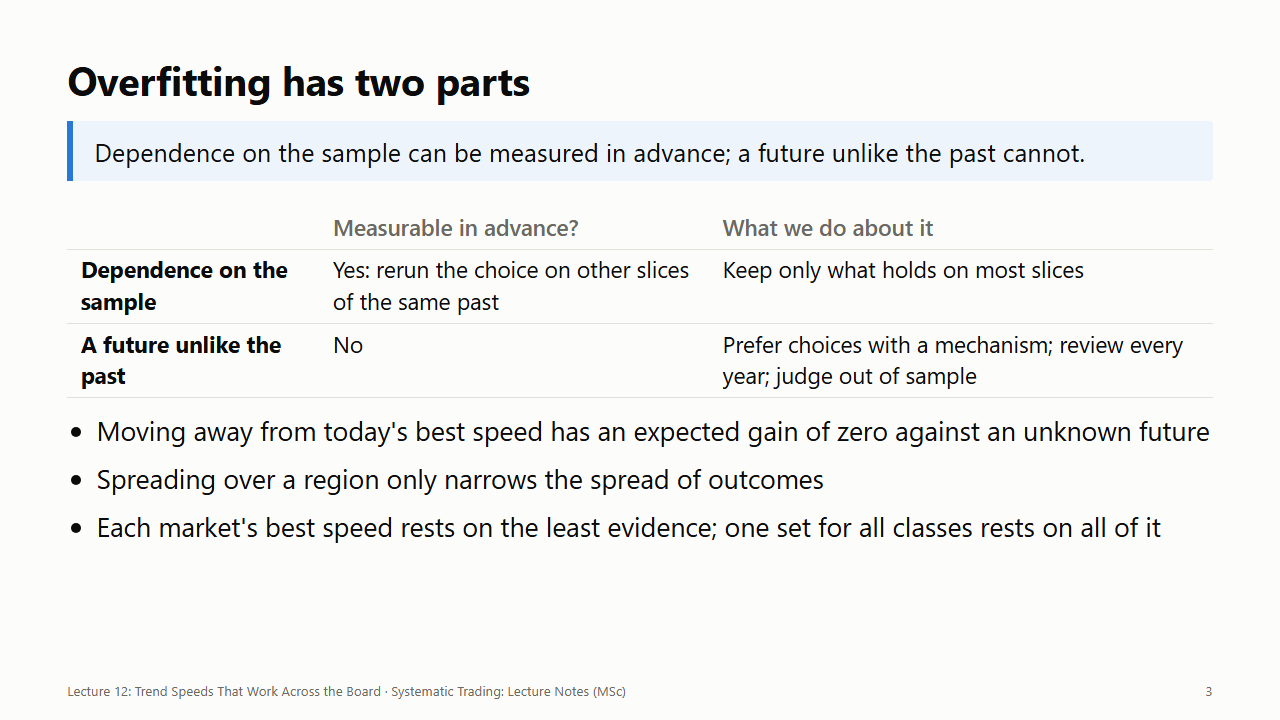 Overfitting has two parts
Dependence on the sample can be measured in advance; a future unlike the past cannot.
Measurable in advance? What we do about it
Dependence on the sample
Yes: rerun the choice on other slices of the same past
Keep only what holds on most slices
A future unlike the past
No
Prefer choices with a mechanism; review every year; judge out of sample
• Moving away from today's best speed has an expected gain of zero against an unknown future
• Spreading over a region only narrows the spread of outcomes
• Each market's best speed rests on the least evidence; one set for all classes rests on all of it
Lecture 12: Trend Speeds That Work Across the Board · Systematic Trading: Lecture Notes (MSc) 3